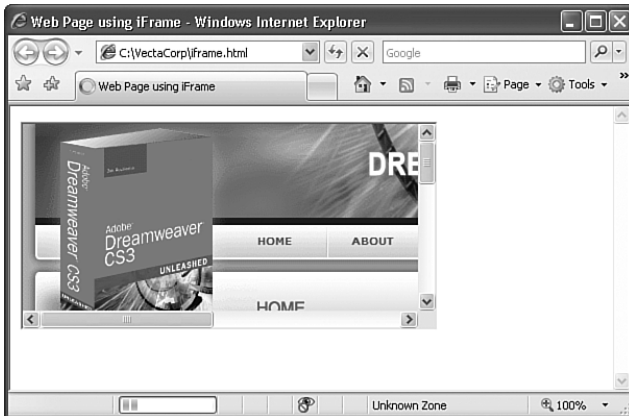 Web Page using iFrame - Windows Internet Explorer
C:\VectaCorp\iframe.html
Google
Web Page using iFrame
Page
Tools
»
DRE
Adobe
Dreamweaver CS3
Adobe
Dreamweaver
CS3
UNLEASHED
HOME
ABOUT
HOME
Unknown Zone
100%